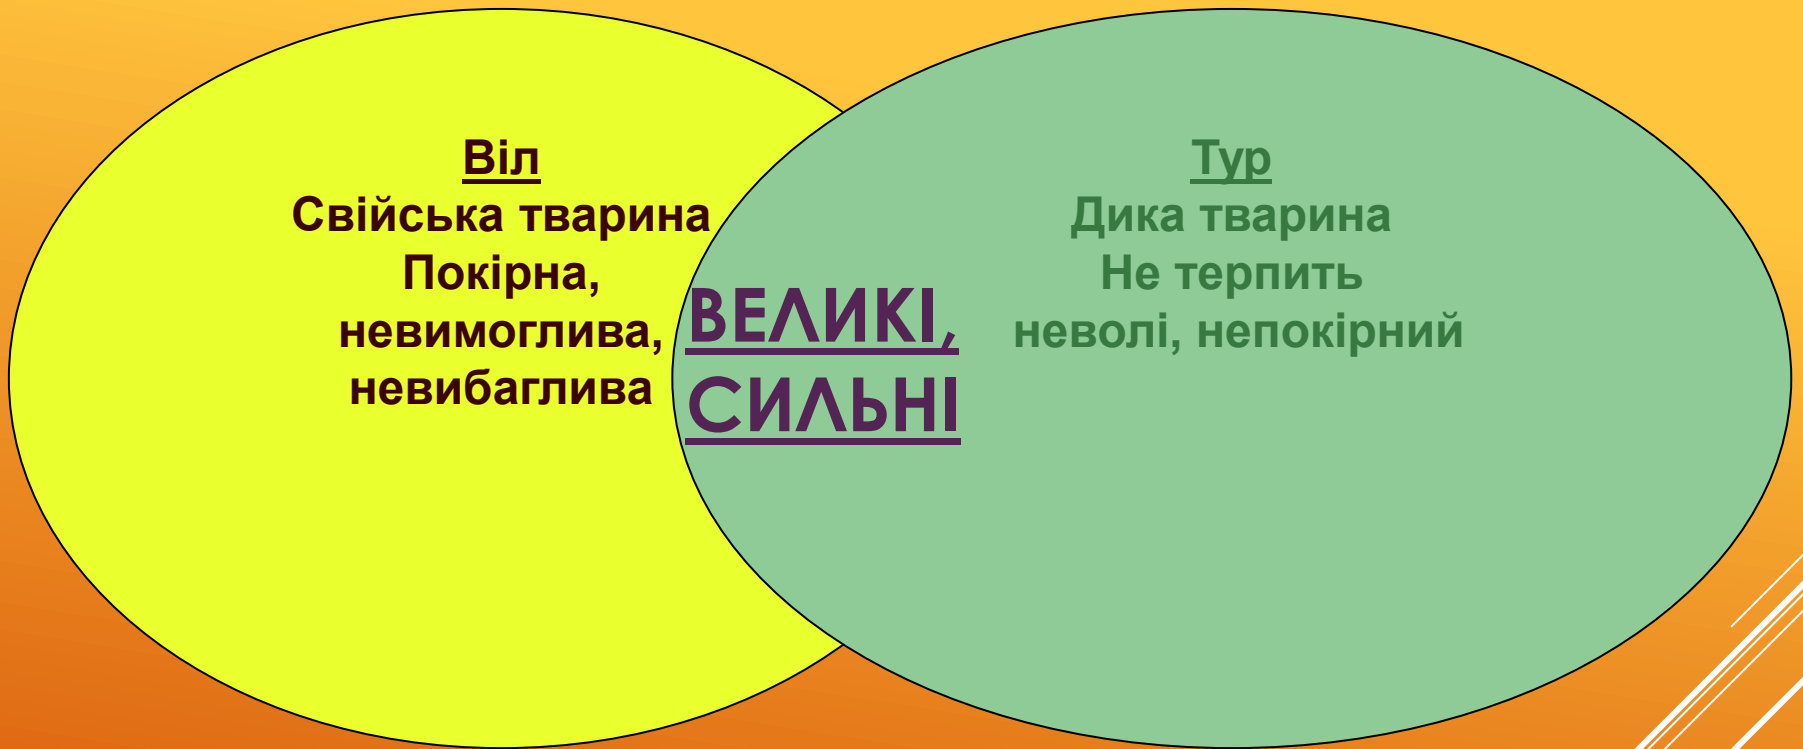 Віл
Свійська тварина
Покірна,
невимоглива,
невибаглива
ВЕЛИКІ,
СИЛЬНІ
Тур
Дика тварина
Не терпить
неволі, непокірний